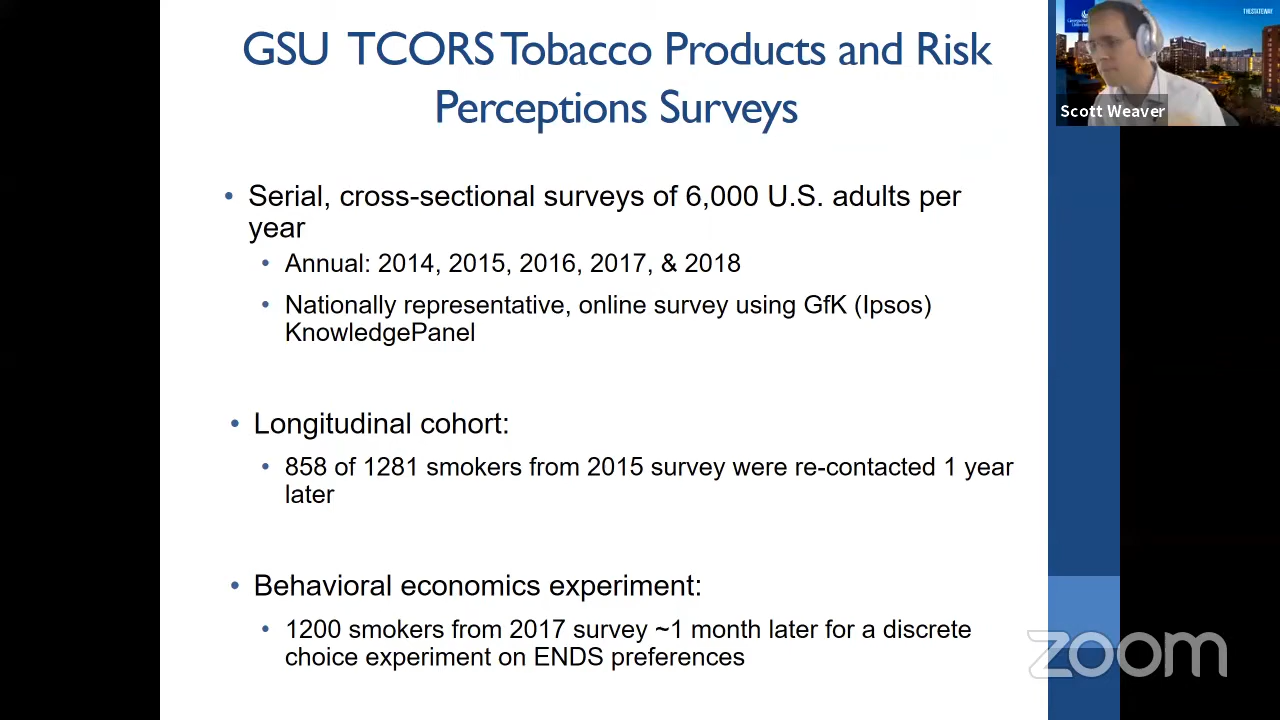 GSU TCORS Tobacco Products and Risk
Perceptions Surveys
THE STATE WAY
Scott Weaver
• Serial, cross-sectional surveys of 6,000 U.S. adults per
year
• Annual: 2014, 2015, 2016, 2017, & 2018
• Nationally representative, online survey using GfK (Ipsos)
KnowledgePanel
• Longitudinal cohort:
• 858 of 1281 smokers from 2015 survey were re-contacted 1 year
later
• Behavioral economics experiment:
• 1200 smokers from 2017 survey ~1 month later for a discrete
choice experiment on ENDS preferences
zoom